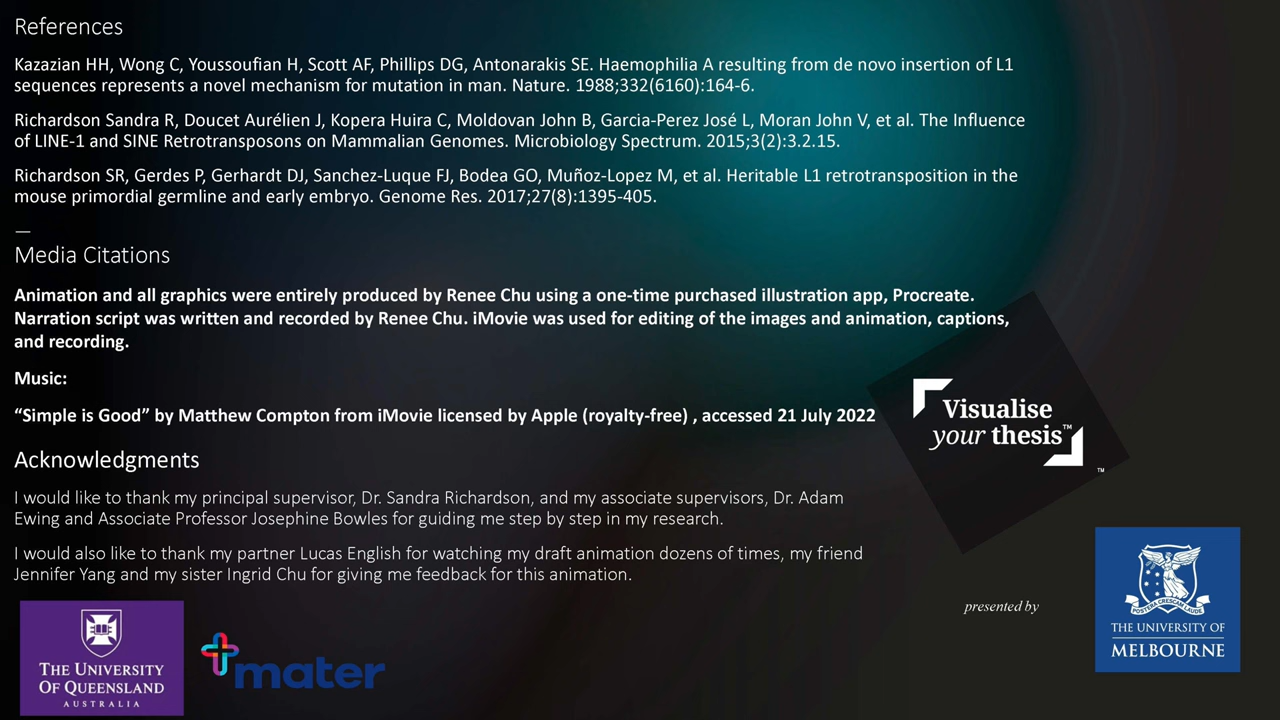 References
Kazazian HH, Wong C, Youssoufian H, Scott AF, Phillips DG, Antonarakis SE. Haemophilia A resulting from de novo insertion of L1
sequences represents a novel mechanism for mutation in man. Nature. 1988;332(6160):164-6.
Richardson Sandra R, Doucet Aurélien J, Kopera Huira C, Moldovan John B, Garcia-Perez José L, Moran John V, et al. The Influence
of LINE-1 and SINE Retrotransposons on Mammalian Genomes. Microbiology Spectrum. 2015;3(2):3.2.15.
Richardson SR, Gerdes P, Gerhardt DJ, Sanchez-Luque FJ, Bodea GO, Muñoz-Lopez M, et al. Heritable L1 retrotransposition in the
mouse primordial germline and early embryo. Genome Res. 2017;27(8):1395-405.
—
Media Citations
Animation and all graphics were entirely produced by Renee Chu using a one-time purchased illustration app, Procreate.
Narration script was written and recorded by Renee Chu. iMovie was used for editing of the images and animation, captions,
and recording.
Music:
“Simple is Good” by Matthew Compton from iMovie licensed by Apple (royalty-free) , accessed 21 July 2022
Visualise
your thesis™
™
Acknowledgments
I would like to thank my principal supervisor, Dr. Sandra Richardson, and my associate supervisors, Dr. Adam
Ewing and Associate Professor Josephine Bowles for guiding me step by step in my research.
I would also like to thank my partner Lucas English for watching my draft animation dozens of times, my friend
Jennifer Yang and my sister Ingrid Chu for giving me feedback for this animation.
THE UNIVERSITY
OF QUEENSLAND
AUSTRALIA
mater
presented by
POSTERA CRESCAM LAUDE
THE UNIVERSITY OF
MELBOURNE